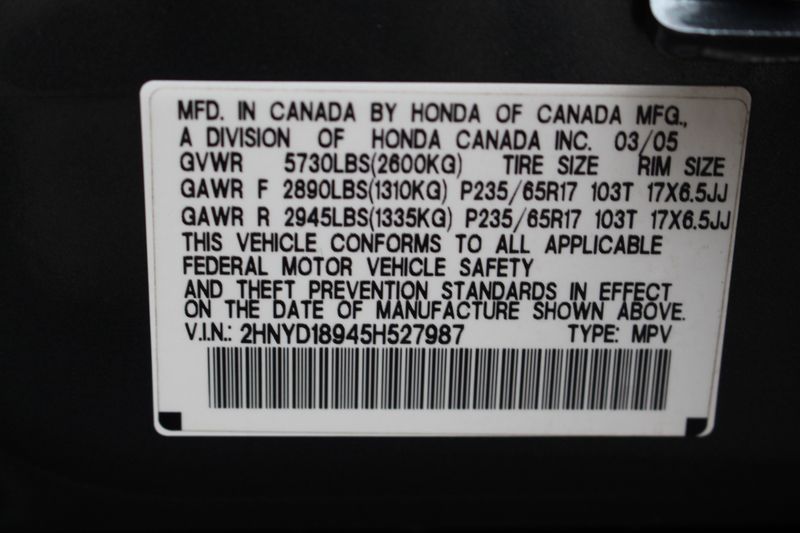 MFD. IN CANADA BY HONDA OF CANADA MFG.,
A DIVISION OF HONDA CANADA INC. 03/05
GVWR 5730LBS(2600KG) TIRE SIZE RIM SIZE
GAWR F 2890LBS(1310KG) P235/65R17 103T 17X6.5JJ
GAWR R 2945LBS(1335KG) P235/65R17 103T 17X6.5JJ
THIS VEHICLE CONFORMS TO ALL APPLICABLE
FEDERAL MOTOR VEHICLE SAFETY
AND THEFT PREVENTION STANDARDS IN EFFECT
ON THE DATE OF MANUFACTURE SHOWN ABOVE.
V.I.N.: 2HNYD18945H527987 TYPE: MPV